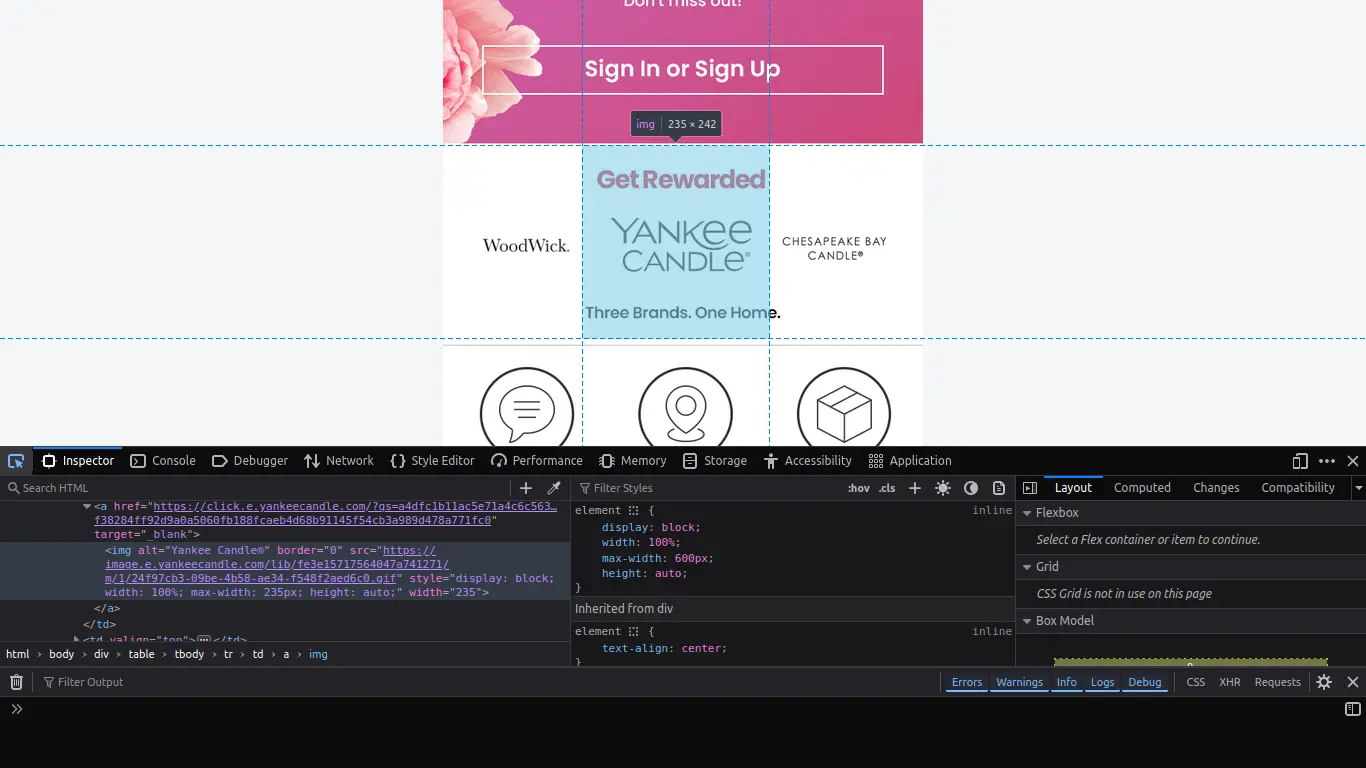 Don't miss out!
Sign In or Sign Up
img 235 × 242
Get Rewarded
WoodWick.
YANKEE CANDLE®
CHESAPEAKE BAY
CANDLE®
Three Brands. One Home.
Inspector Console Debugger Network Style Editor Performance Memory Storage Accessibility Application
Search HTML
<a href="https://click.e.yankeecandle.com/?qs=a4dfc1b11ac5e71a4c6c563…
f38284ff92d9a0a5060fb188fcaeb4d68b91145f54cb3a989d478a771fc0"
target="_blank">
<img alt="Yankee Candle®" border="0" src="https://
image.e.yankeecandle.com/lib/fe3e15717564047a741271/
m/1/24f97cb3-09be-4b58-ae34-f548f2aed6c0.gif" style="display: block;
width: 100%; max-width: 235px; height: auto;" width="235">
</a>
</td>
<td valign="top"> </td>
html › body › div › table › tbody › tr › td › a › img
Filter Styles :hov .cls
element { inline
display: block;
width: 100%;
max-width: 600px;
height: auto;
}
Inherited from div
element { inline
text-align: center;
}
Layout Computed Changes Compatibility
Flexbox
Select a Flex container or item to continue.
Grid
CSS Grid is not in use on this page
Box Model
Filter Output
Errors Warnings Info Logs Debug CSS XHR Requests